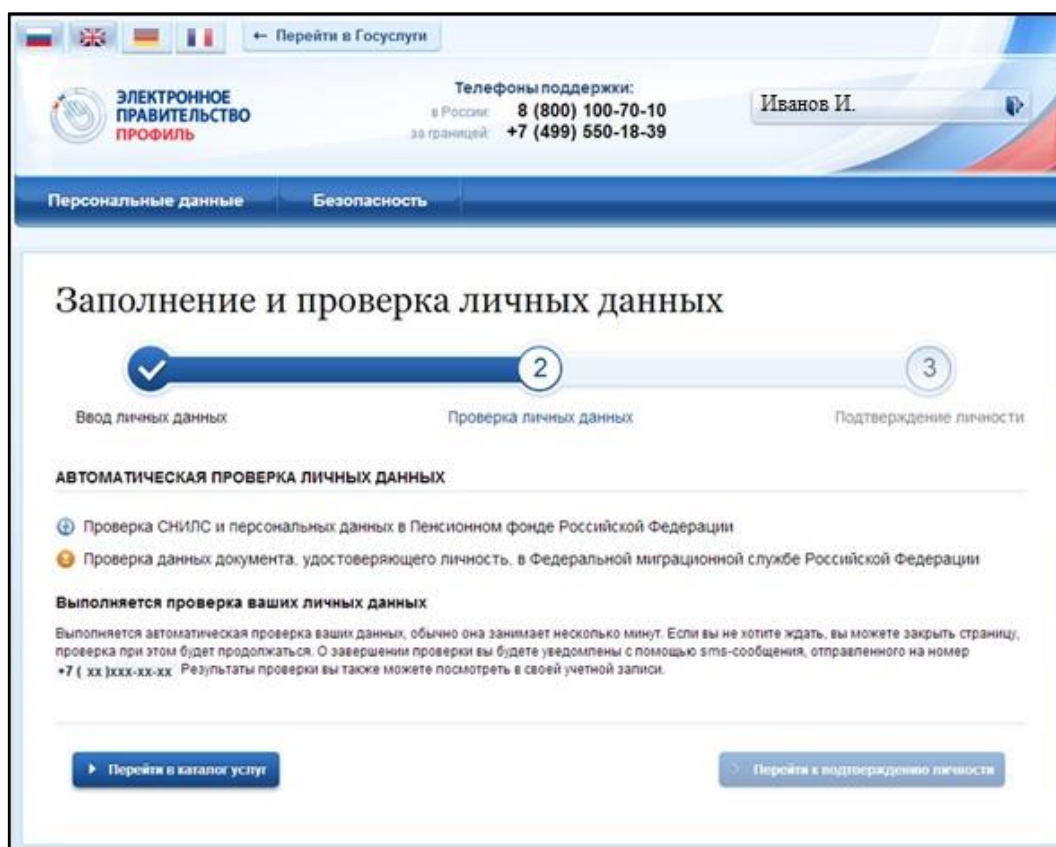 ← Перейти в Госуслуги
ЭЛЕКТРОННОЕ
ПРАВИТЕЛЬСТВО
ПРОФИЛЬ
Телефоны поддержки:
в России: 8 (800) 100-70-10
за границей: +7 (499) 550-18-39
Иванов И.
Персональные данные Безопасность
Заполнение и проверка личных данных
2 3
Ввод личных данных Проверка личных данных Подтверждение личности
АВТОМАТИЧЕСКАЯ ПРОВЕРКА ЛИЧНЫХ ДАННЫХ
Проверка СНИЛС и персональных данных в Пенсионном фонде Российской Федерации
Проверка данных документа, удостоверяющего личность, в Федеральной миграционной службе Российской Федерации
Выполняется проверка ваших личных данных
Выполняется автоматическая проверка ваших данных, обычно она занимает несколько минут. Если вы не хотите ждать, вы можете закрыть страницу,
проверка при этом будет продолжаться. О завершении проверки вы будете уведомлены с помощью sms-сообщения, отправленного на номер
+7 ( xx )xxx-xx-xx Результаты проверки вы также можете посмотреть в своей учетной записи.
Перейти в каталог услуг
Перейти к подтверждению личности